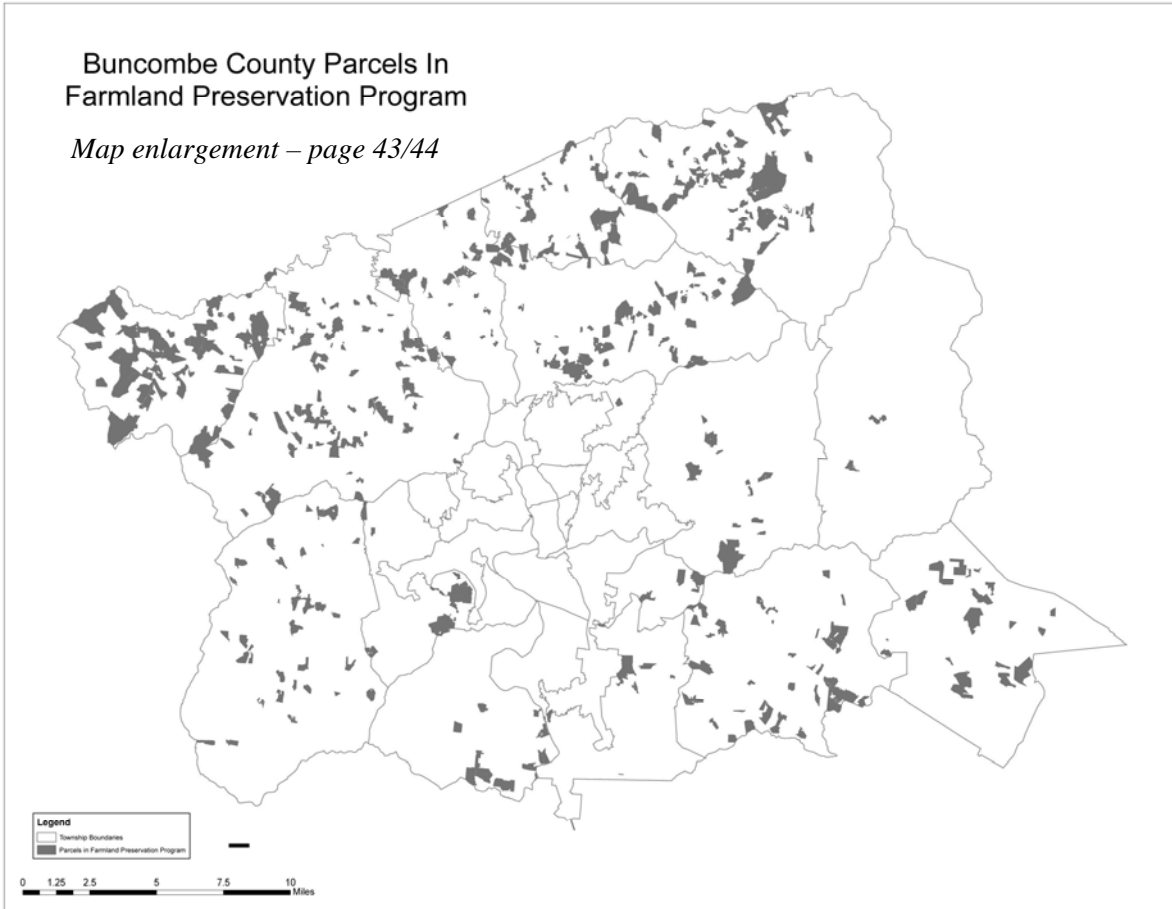 Buncombe County Parcels In
Farmland Preservation Program
Map enlargement – page 43/44
Legend
Township Boundaries
Parcels in Farmland Preservation Program
0 1.25 2.5 5 7.5 10
Miles